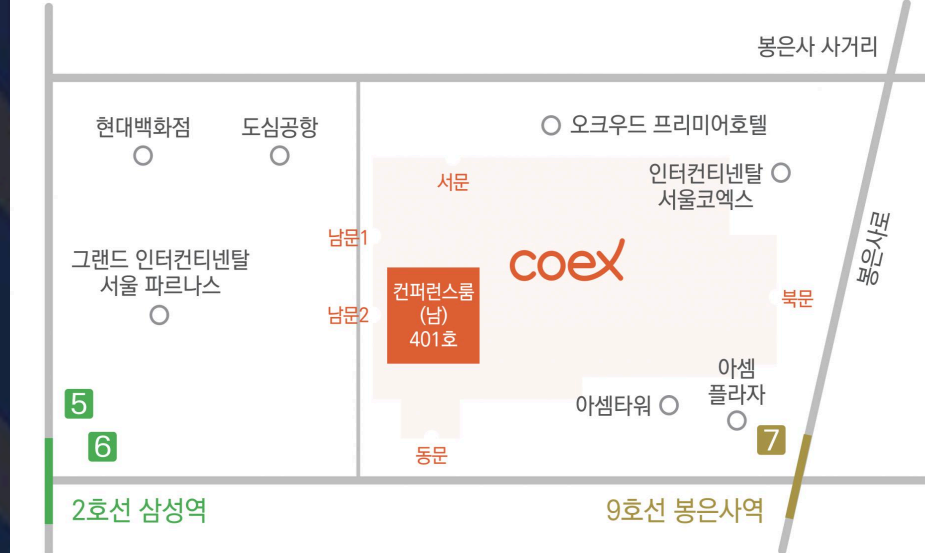 봉은사 사거리
현대백화점
도심공항
오크우드 프리미어호텔
인터컨티넨탈
서울코엑스
서문
남문1
coex
봉은사로
그랜드 인터컨티넨탈
서울 파르나스
남문2
컨퍼런스룸
(남)
401호
북문
아셈
플라자
아셈타워
5
6
7
동문
2호선 삼성역
9호선 봉은사역